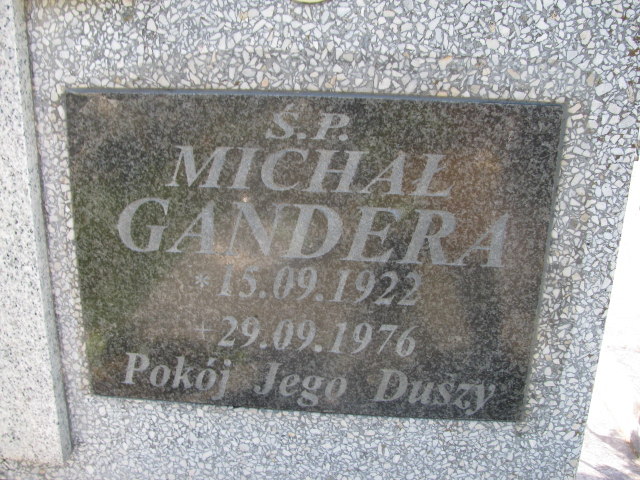 Ś.P.
MICHAŁ
GANDERA
* 15.09.1922
+ 29.09.1976
Pokój Jego Duszy